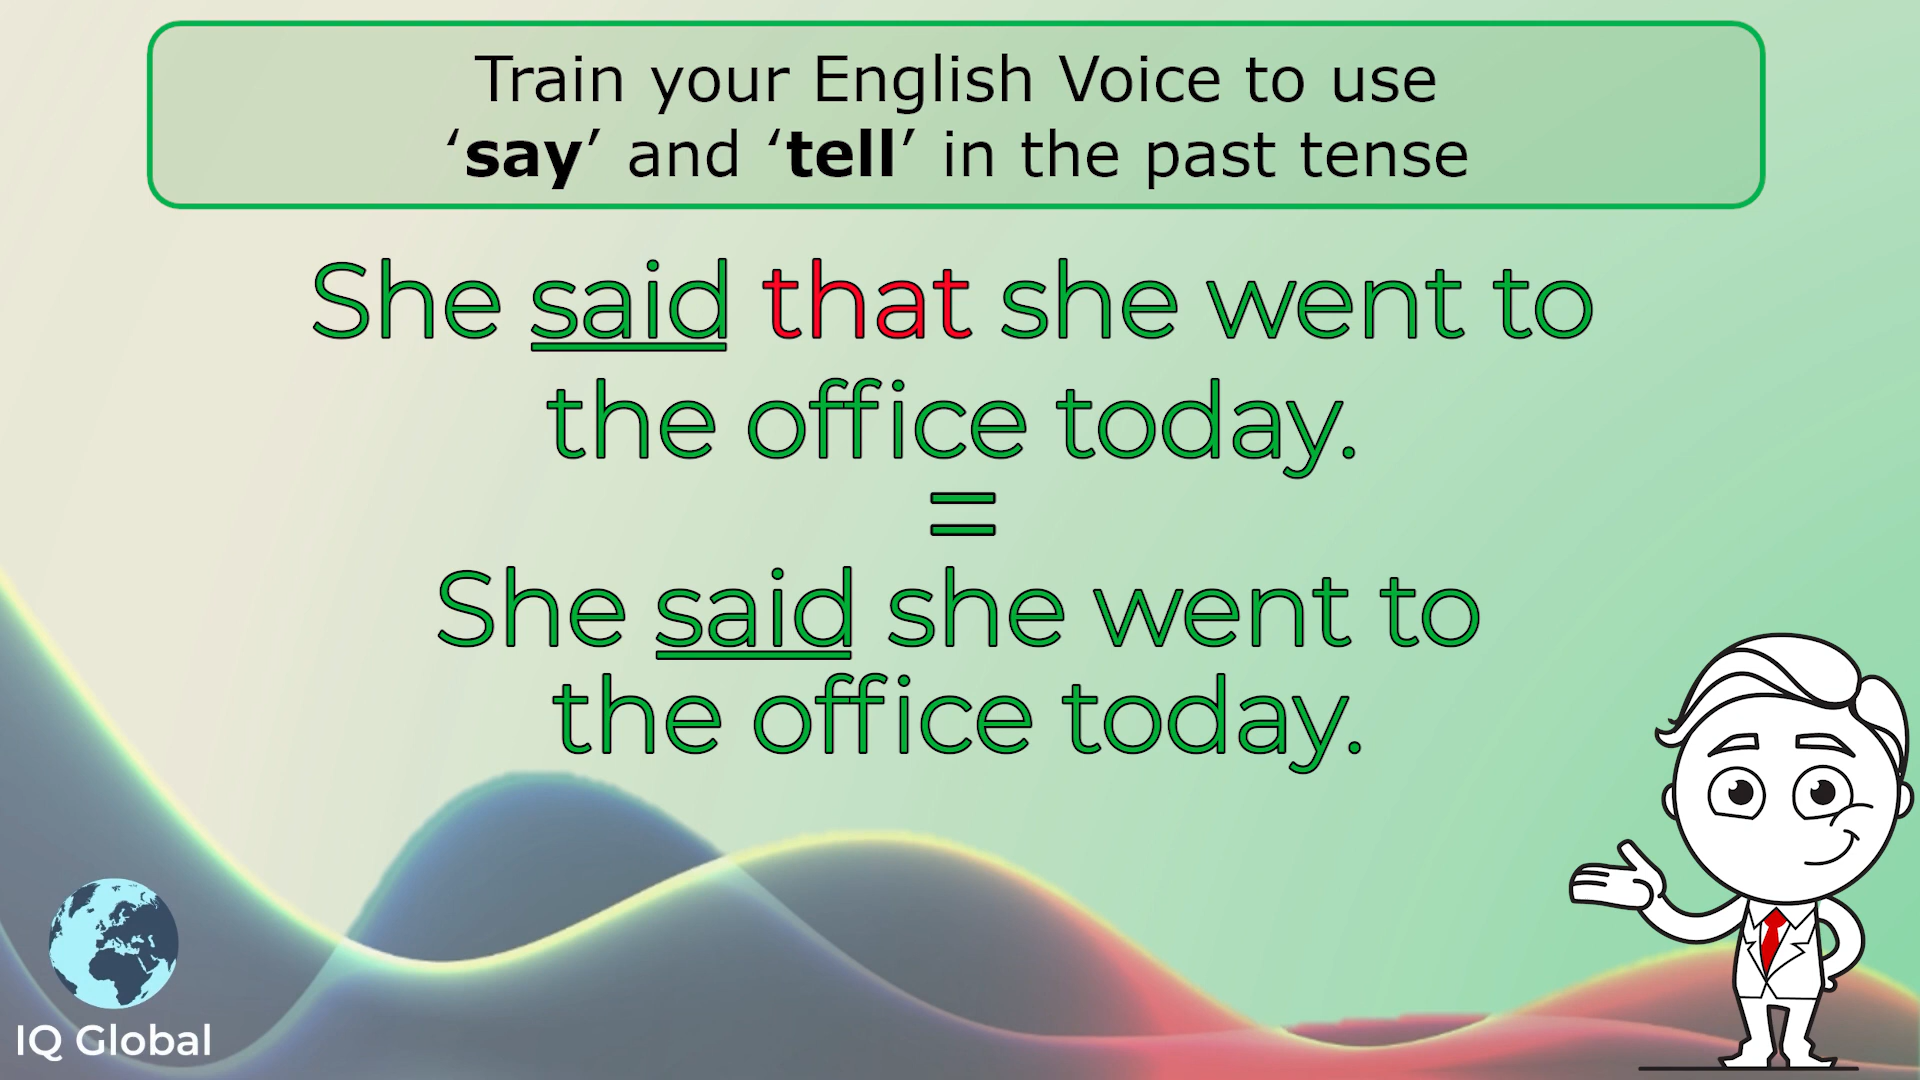 Train your English Voice to use
‘say’ and ‘tell’ in the past tense
She said that she went to
the office today.
=
She said she went to
the office today.
IQ Global